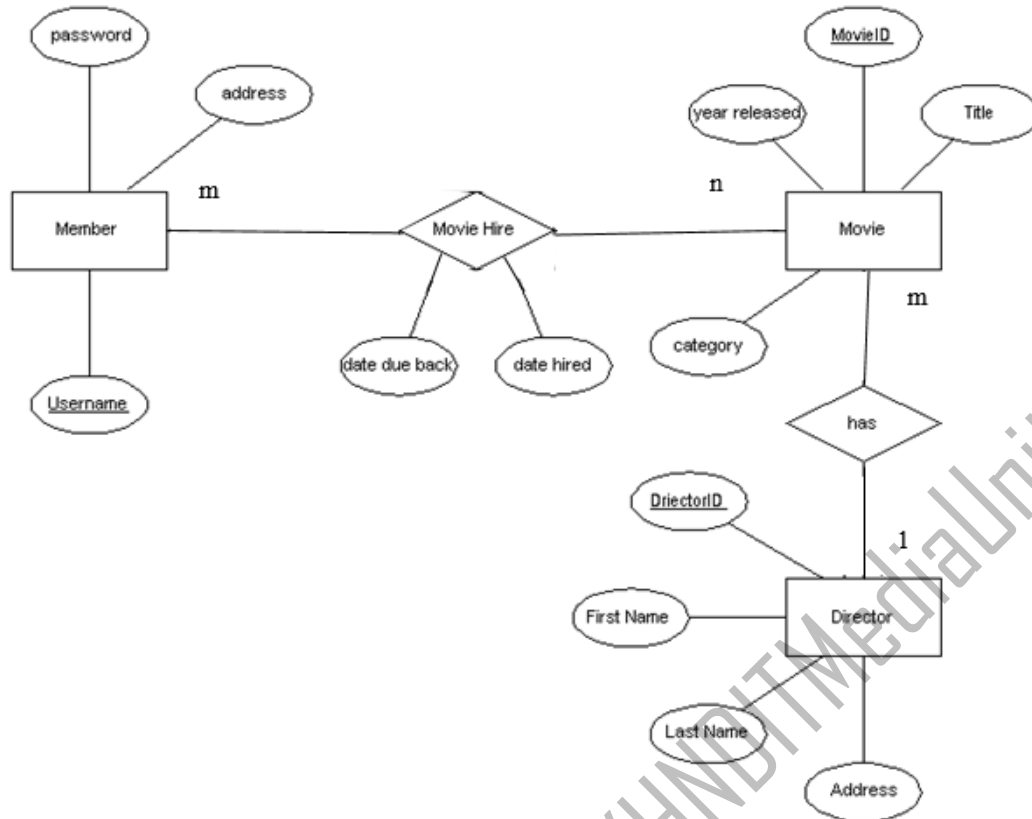 password
address
MovieID
year released
Title
m
n
Member
Movie Hire
Movie
m
date due back
date hired
category
Username
has
DriectorID
1
First Name
Director
Last Name
Address